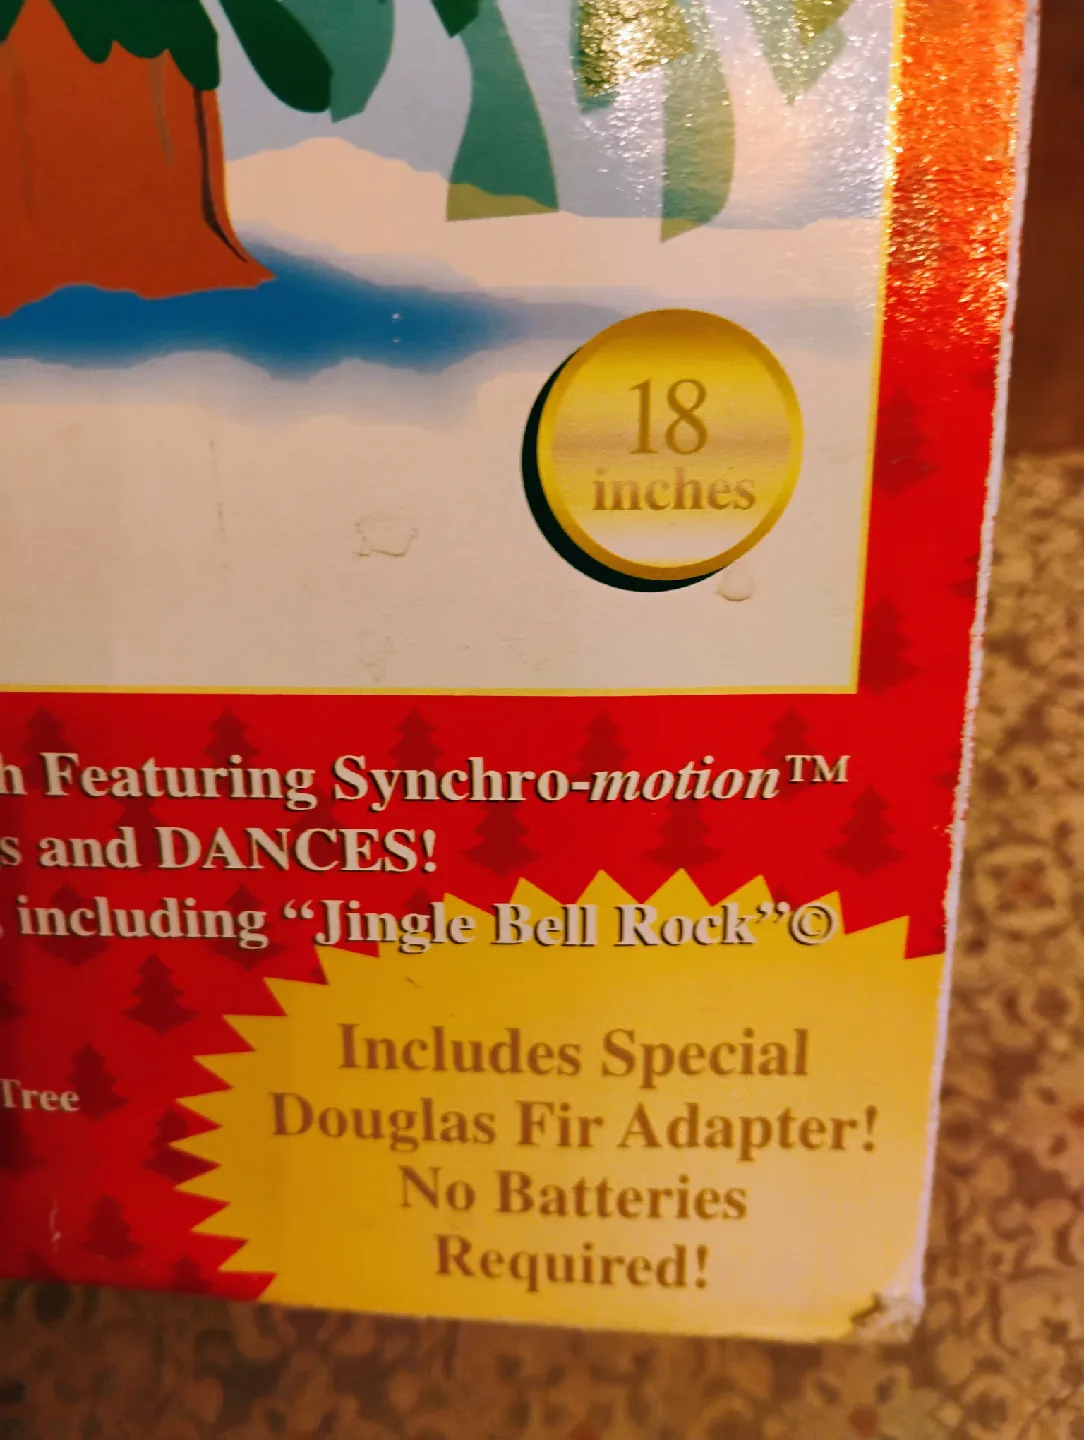 18
inches
h Featuring Synchro-motion™
s and DANCES!
, including “Jingle Bell Rock”©
Tree
Includes Special
Douglas Fir Adapter!
No Batteries
Required!